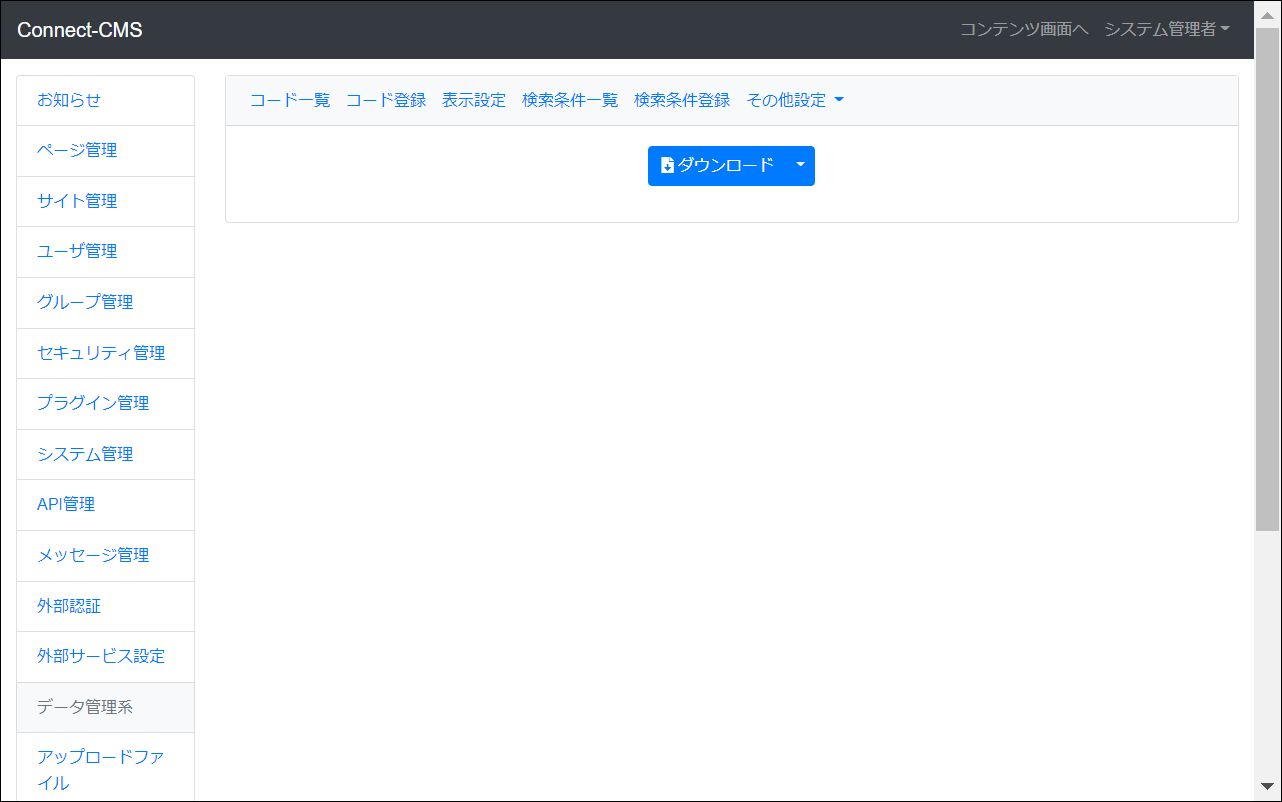 Connect-CMS
コンテンツ画面へ システム管理者
お知らせ
ページ管理
サイト管理
ユーザ管理
グループ管理
セキュリティ管理
プラグイン管理
システム管理
API管理
メッセージ管理
外部認証
外部サービス設定
データ管理系
アップロードファ
イル
コード一覧 コード登録 表示設定 検索条件一覧 検索条件登録 その他設定
ダウンロード